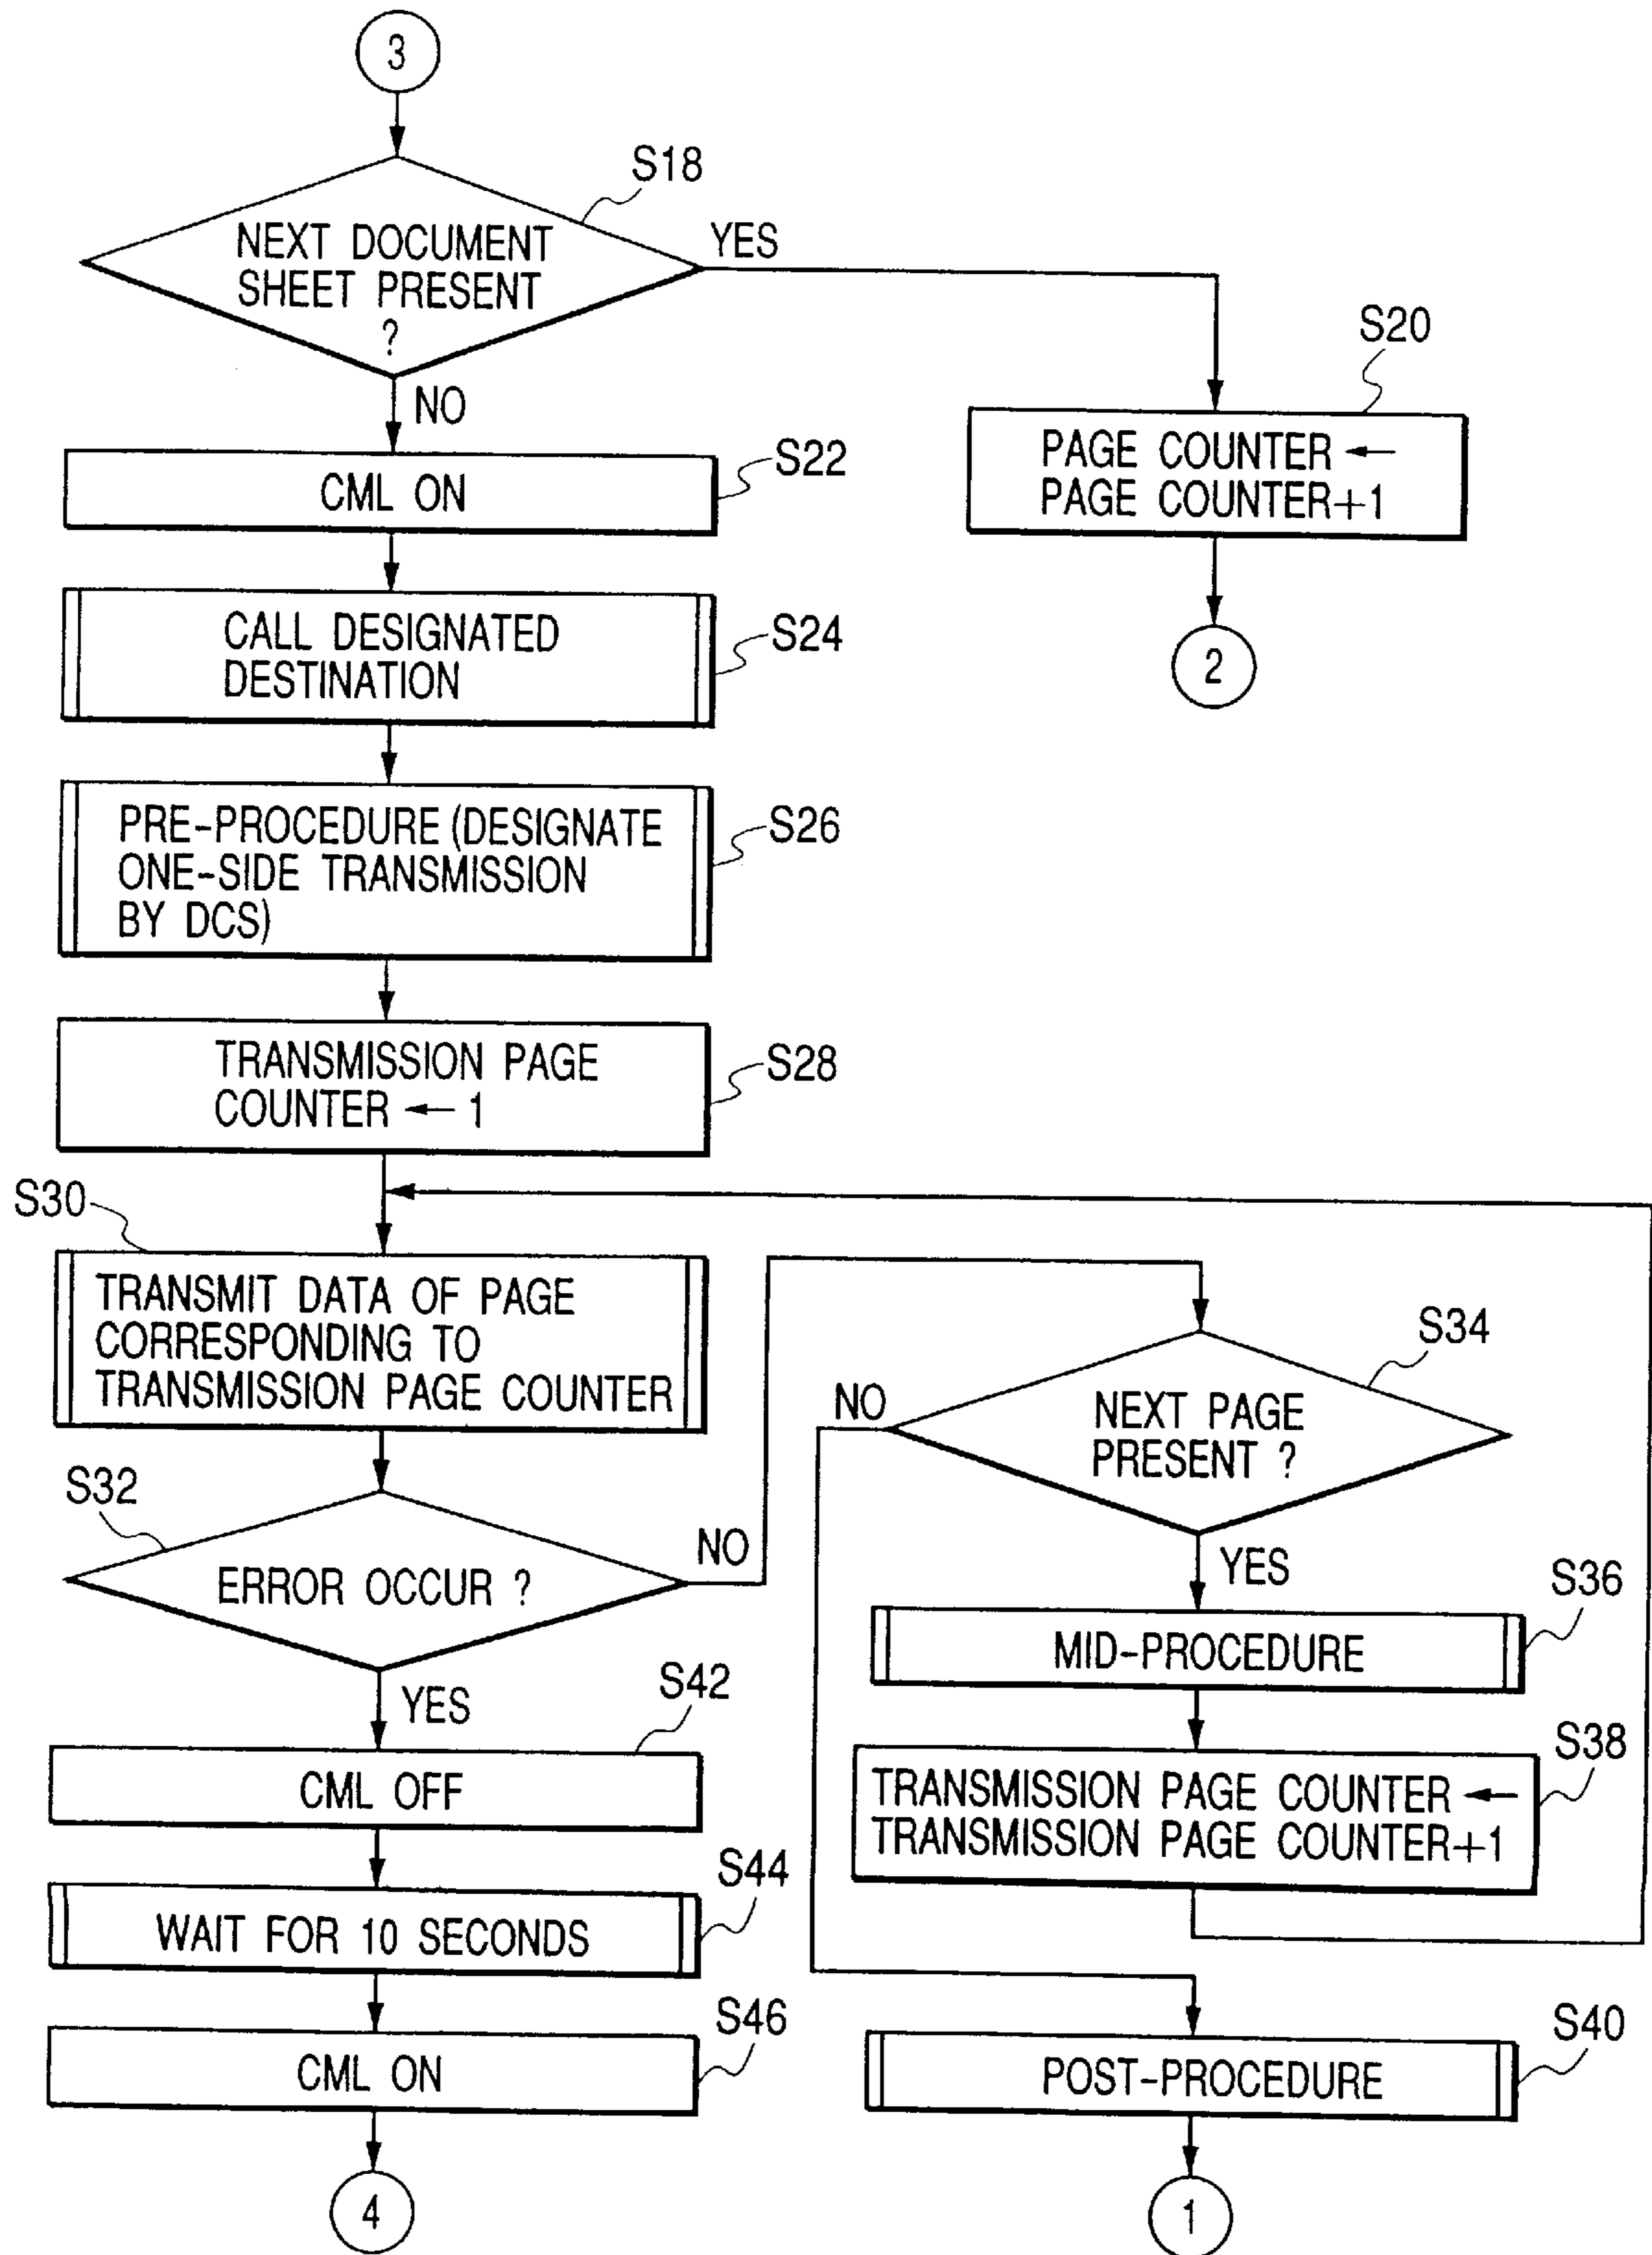 3
S18
NEXT DOCUMENT
SHEET PRESENT
?
YES
NO
S20
PAGE COUNTER ←
PAGE COUNTER+1
2
S22
CML ON
S24
CALL DESIGNATED
DESTINATION
S26
PRE-PROCEDURE (DESIGNATE
ONE-SIDE TRANSMISSION
BY DCS)
S28
TRANSMISSION PAGE
COUNTER ← 1
S30
TRANSMIT DATA OF PAGE
CORRESPONDING TO
TRANSMISSION PAGE COUNTER
S32
ERROR OCCUR ?
NO
YES
S34
NEXT PAGE
PRESENT ?
NO
YES
S36
MID-PROCEDURE
S38
TRANSMISSION PAGE COUNTER ←
TRANSMISSION PAGE COUNTER+1
S42
CML OFF
S44
WAIT FOR 10 SECONDS
S46
CML ON
4
S40
POST-PROCEDURE
1